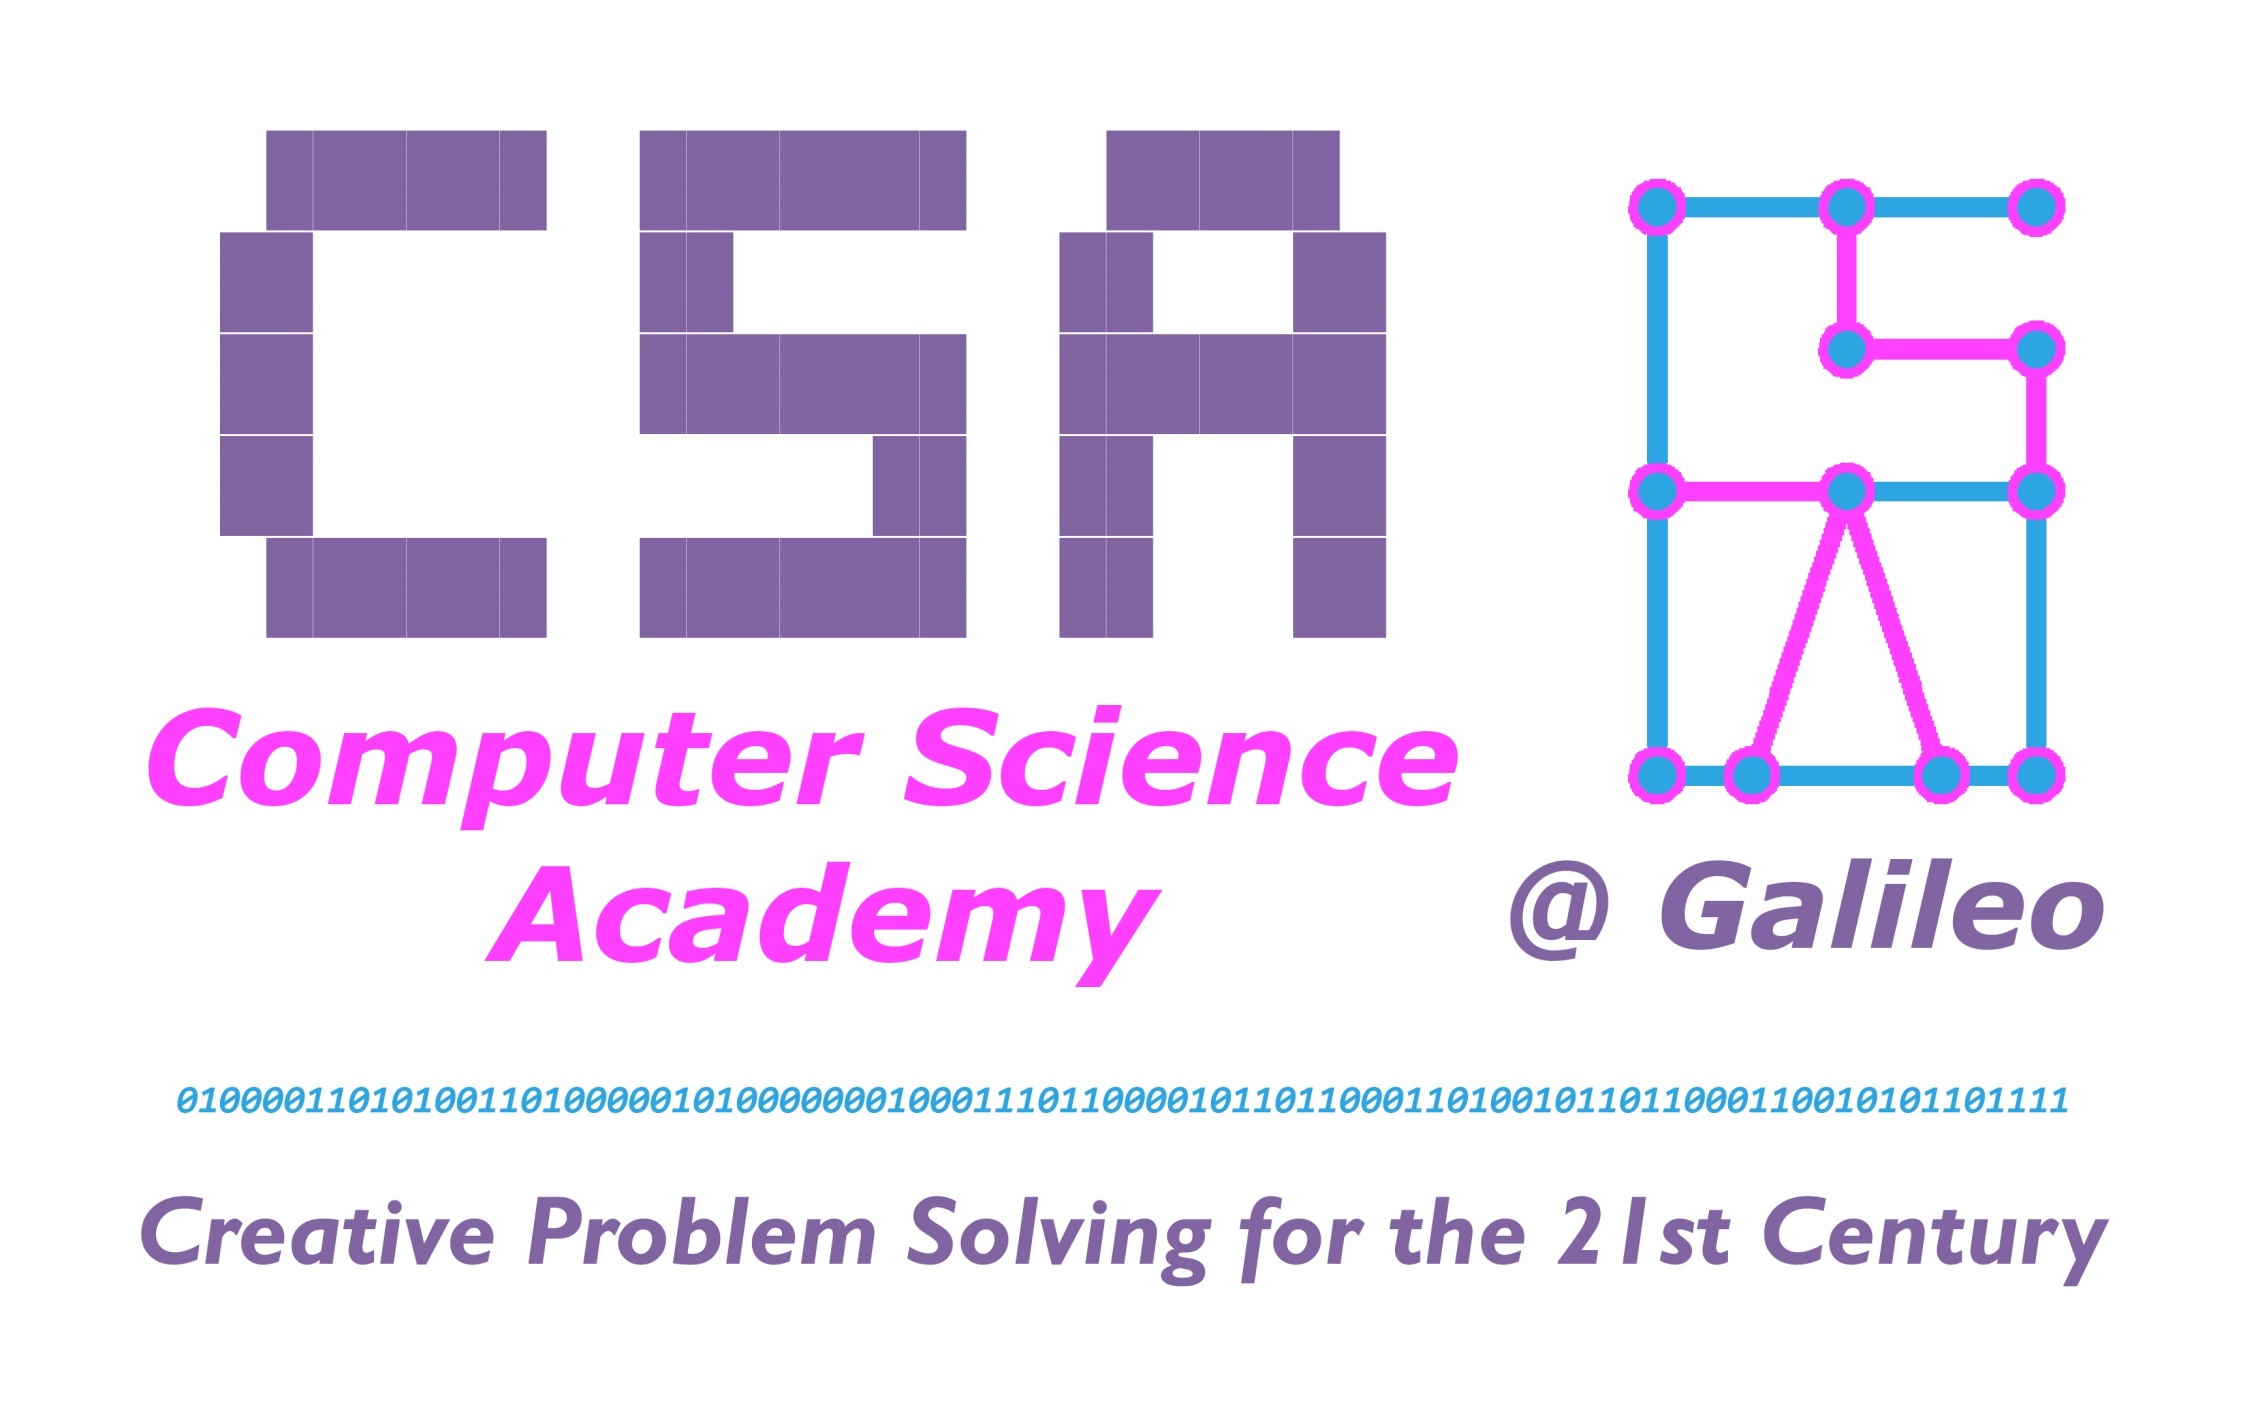 CSA
Computer Science
Academy
@ Galileo
0100001101010011010000010100000001000111011000010110110001101001011011000110010101101111
Creative Problem Solving for the 21st Century